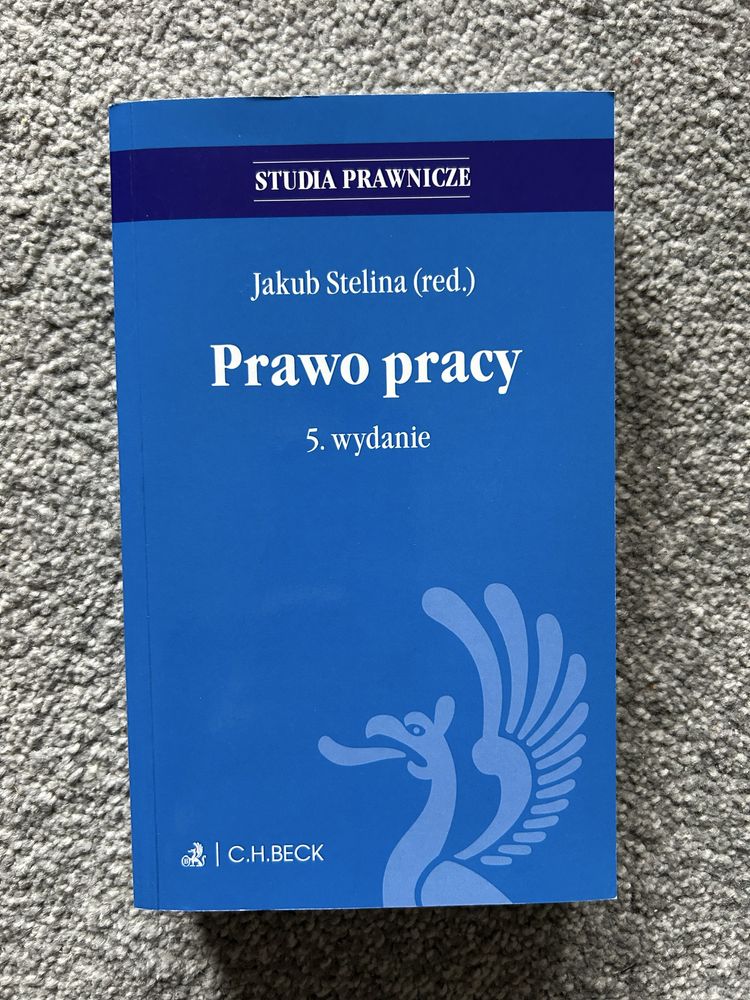 STUDIA PRAWNICZE
Jakub Stelina (red.)
Prawo pracy
5. wydanie
C.H.BECK